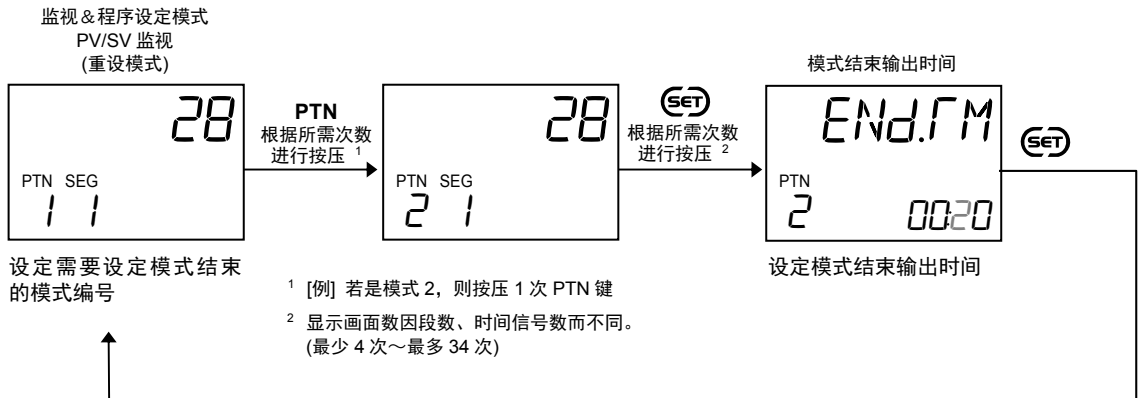 监视＆程序设定模式
PV/SV 监视
(重设模式)
28
PTN SEG
1 1
设定需要设定模式结束
的模式编号
PTN
根据所需次数
进行按压 1
28
PTN SEG
2 1
SET
根据所需次数
进行按压 2
模式结束输出时间
ENd.TM
PTN
2 00:20
设定模式结束输出时间
SET
1 [例] 若是模式 2，则按压 1 次 PTN 键
2 显示画面数因段数、时间信号数而不同。
(最少 4 次～最多 34 次)